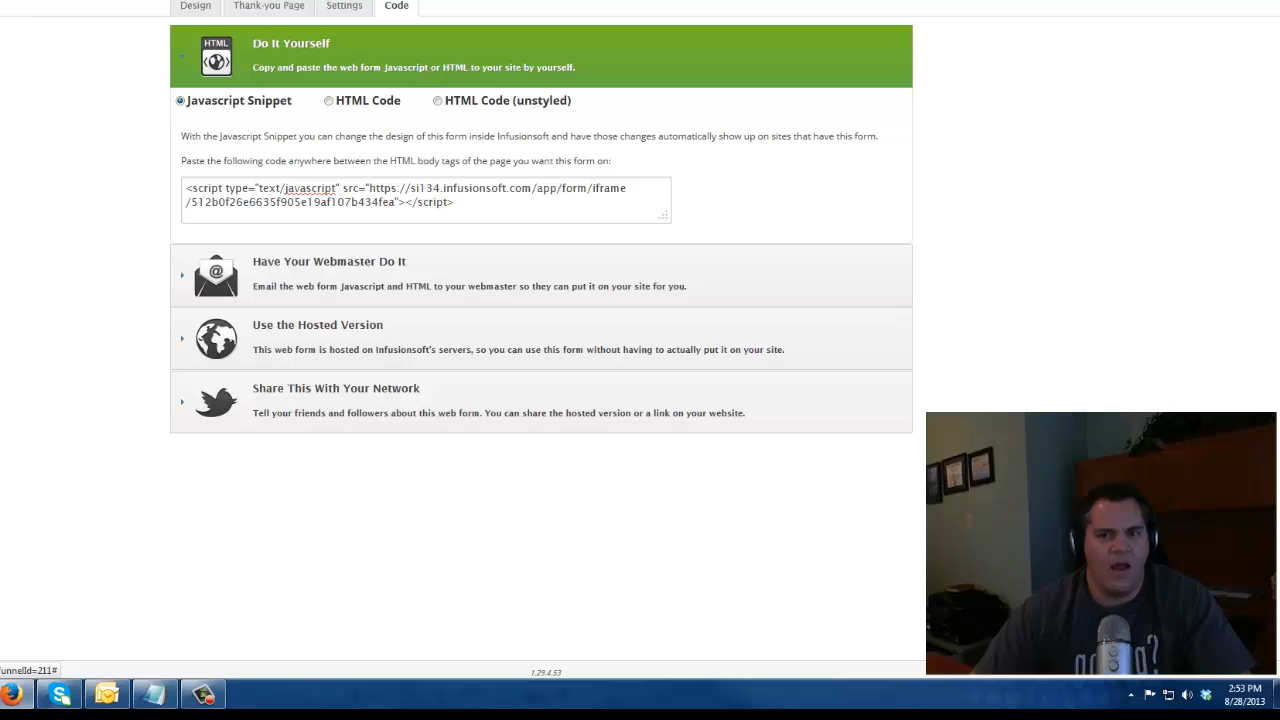 Design Thank-you Page Settings Code
HTML
Do It Yourself
Copy and paste the web form Javascript or HTML to your site by yourself.
Javascript Snippet HTML Code HTML Code (unstyled)
With the Javascript Snippet you can change the design of this form inside Infusionsoft and have those changes automatically show up on sites that have this form.
Paste the following code anywhere between the HTML body tags of the page you want this form on:
<script type="text/javascript" src="https://si134.infusionsoft.com/app/form/iframe
/512b0f26e6635f905e19af107b434fea"></script>
Have Your Webmaster Do It
Email the web form Javascript and HTML to your webmaster so they can put it on your site for you.
Use the Hosted Version
This web form is hosted on Infusionsoft's servers, so you can use this form without having to actually put it on your site.
Share This With Your Network
Tell your friends and followers about this web form. You can share the hosted version or a link on your website.
unnelId=211#
1.29.4.53
2:53 PM
8/28/2013